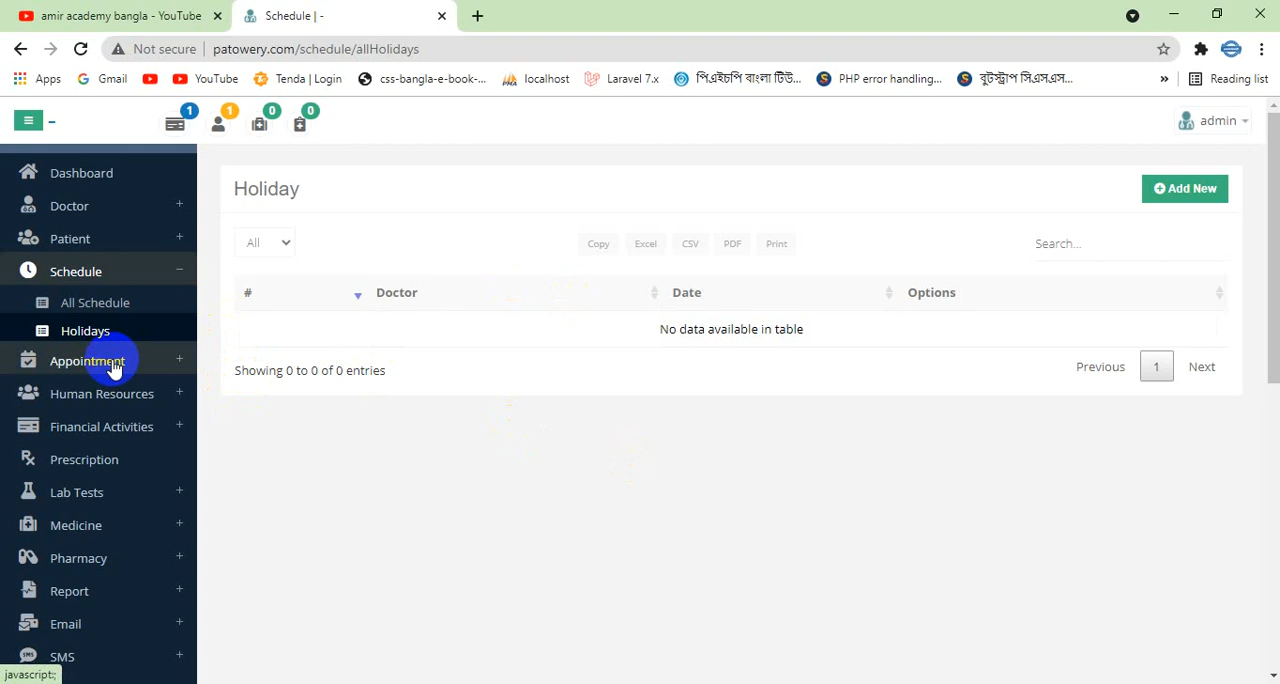 amir academy bangla - YouTube
Schedule | -
Not secure
patowery.com/schedule/allHolidays
Apps
Gmail
YouTube
Tenda | Login
css-bangla-e-book-...
localhost
Laravel 7.x
পিএইচপি বাংলা টিউ...
PHP error handling...
বুটস্ট্রাপ সিএসএস...
»
Reading list
1
1
0
0
admin
Dashboard
Doctor +
Patient +
Schedule −
All Schedule
Holidays
Appointment +
Human Resources +
Financial Activities +
Prescription
Lab Tests +
Medicine +
Pharmacy +
Report +
Email +
SMS +
javascript:;
Holiday
Add New
All
Copy
Excel
CSV
PDF
Print
Search...
# Doctor Date Options
No data available in table
Showing 0 to 0 of 0 entries
Previous 1 Next